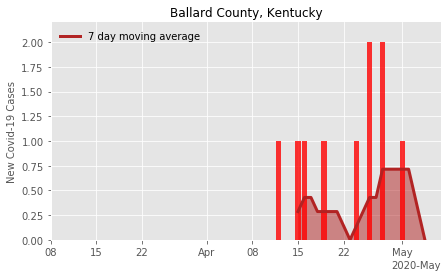 Ballard County, Kentucky
7 day moving average
New Covid-19 Cases
2.00
1.75
1.50
1.25
1.00
0.75
0.50
0.25
0.00
08 15 22 Apr 08 15 22 May
2020-May